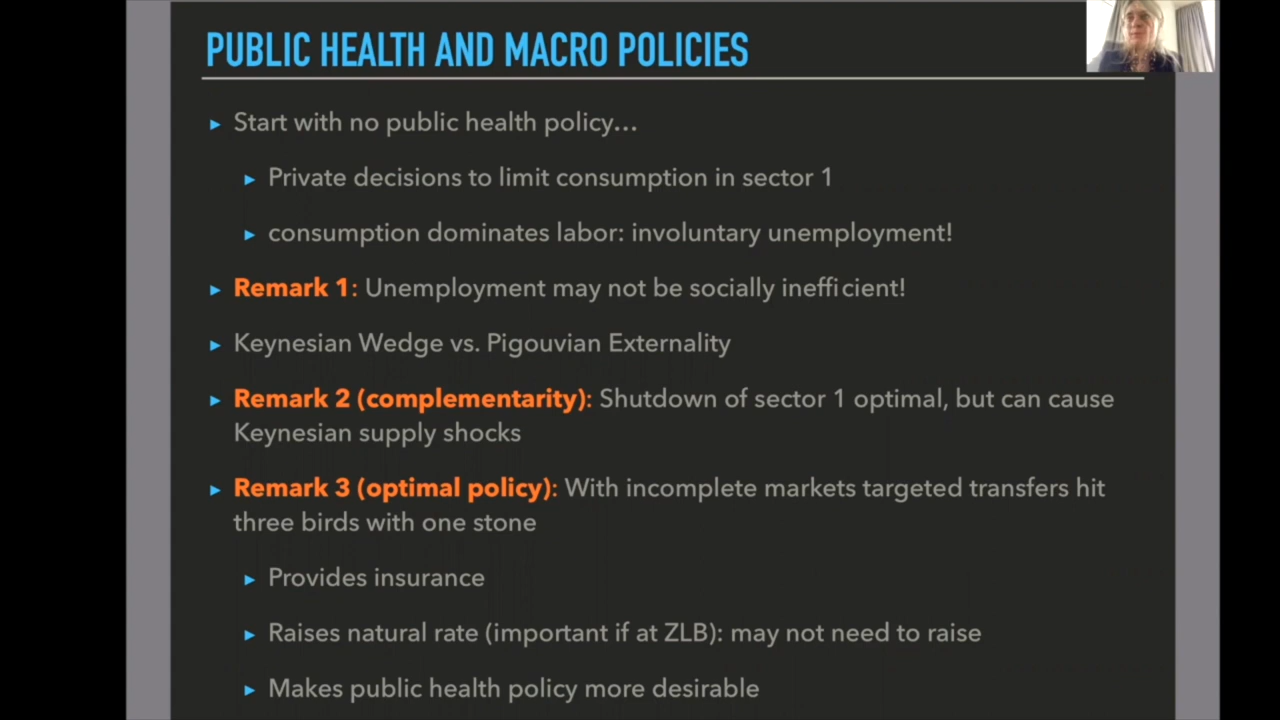 PUBLIC HEALTH AND MACRO POLICIES
Start with no public health policy…
Private decisions to limit consumption in sector 1
consumption dominates labor: involuntary unemployment!
Remark 1: Unemployment may not be socially inefficient!
Keynesian Wedge vs. Pigouvian Externality
Remark 2 (complementarity): Shutdown of sector 1 optimal, but can cause
Keynesian supply shocks
Remark 3 (optimal policy): With incomplete markets targeted transfers hit
three birds with one stone
Provides insurance
Raises natural rate (important if at ZLB): may not need to raise
Makes public health policy more desirable